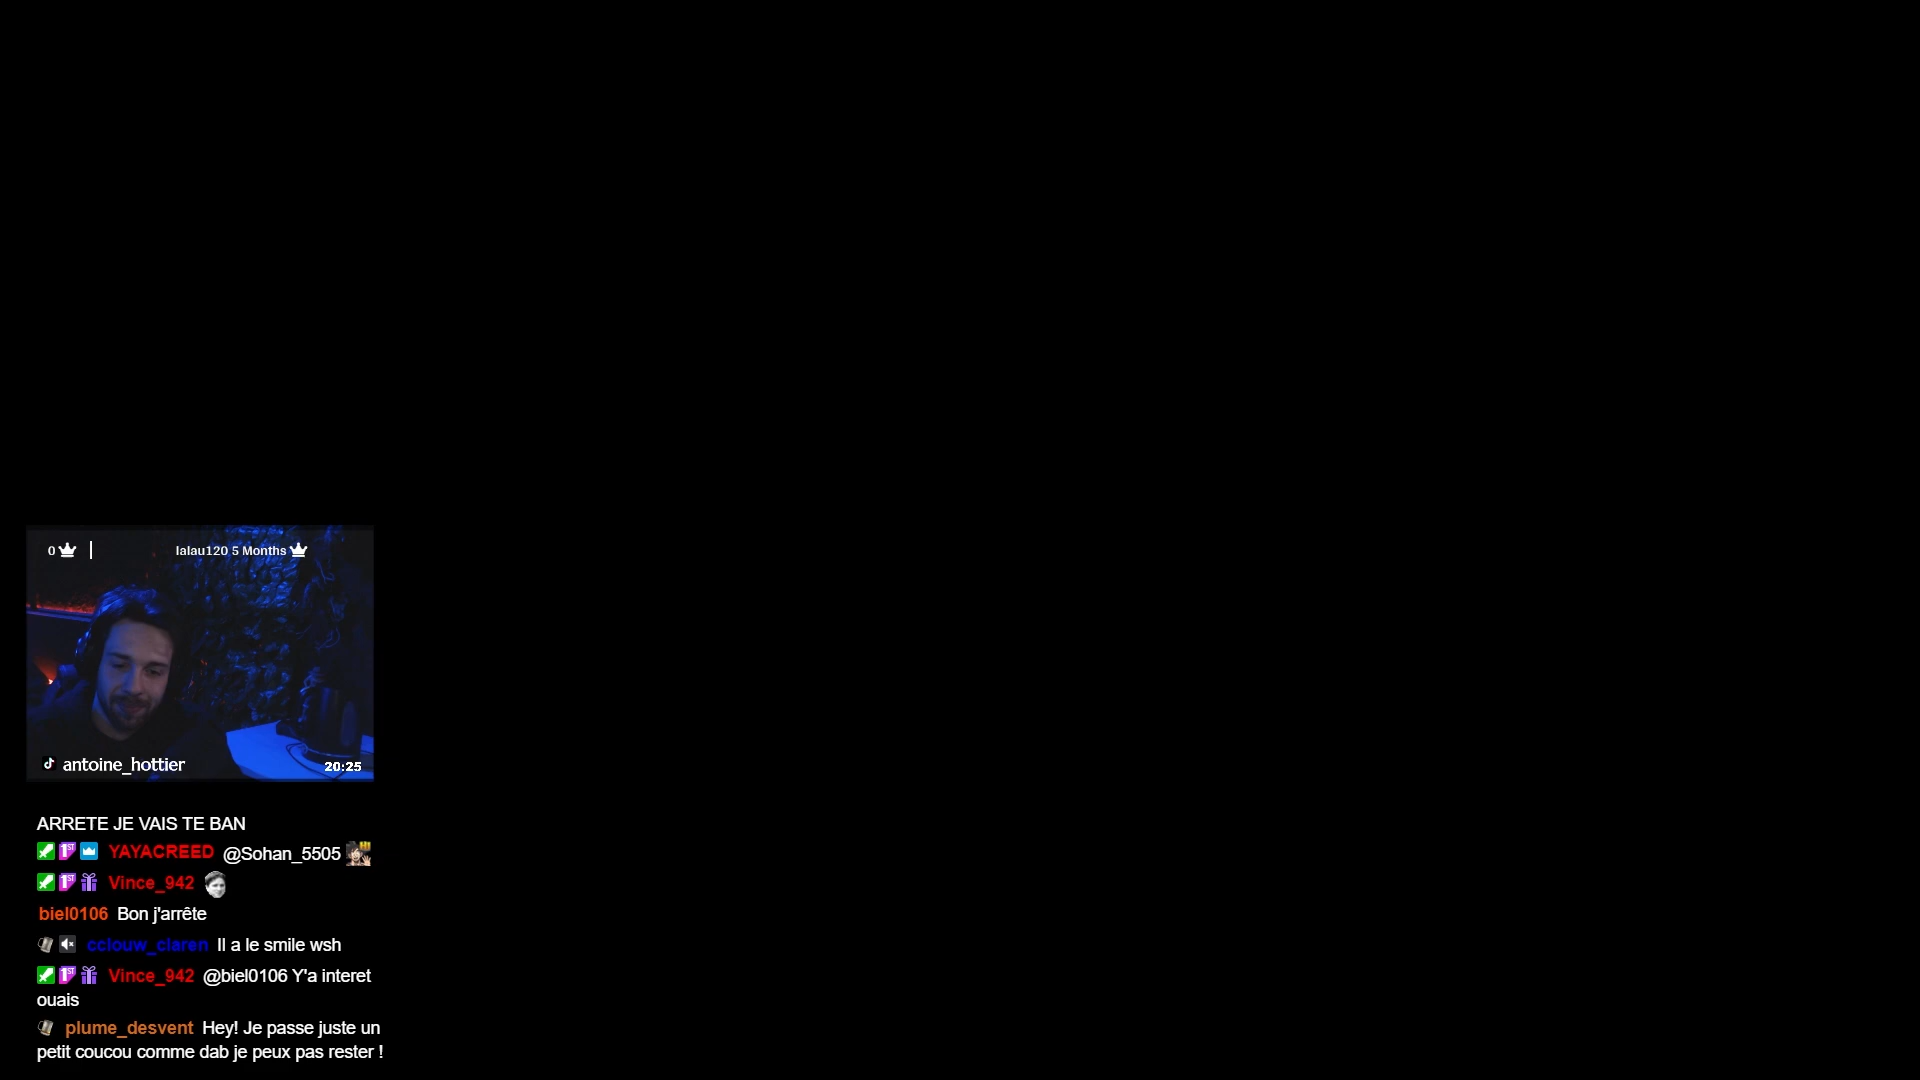 0
lalau120 5 Months
antoine_hottier
20:25
ARRETE JE VAIS TE BAN
YAYACREED @Sohan_5505
Vince_942
biel0106 Bon j'arrête
cclouw_claren Il a le smile wsh
Vince_942 @biel0106 Y'a interet
ouais
plume_desvent Hey! Je passe juste un
petit coucou comme dab je peux pas rester !